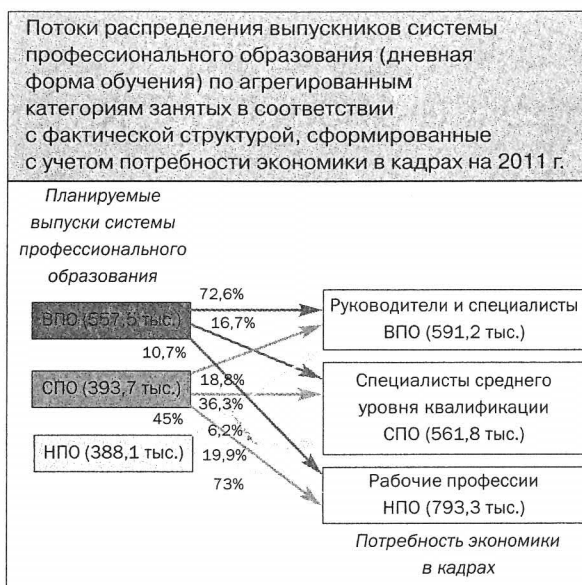 Потоки распределения выпускников системы
профессионального образования (дневная
форма обучения) по агрегированным
категориям занятых в соответствии
с фактической структурой, сформированные
с учетом потребности экономики в кадрах на 2011 г.
Планируемые
выпуски системы
профессионального
образования
72,6%
ВПО (557,5 тыс.)
16,7%
10,7%
Руководители и специалисты
ВПО (591,2 тыс.)
СПО (393,7 тыс.)
18,8%
36,3%
45%
Специалисты среднего
уровня квалификации
СПО (561,8 тыс.)
6,2%
НПО (388,1 тыс.)
19,9%
73%
Рабочие профессии
НПО (793,3 тыс.)
Потребность экономики
в кадрах